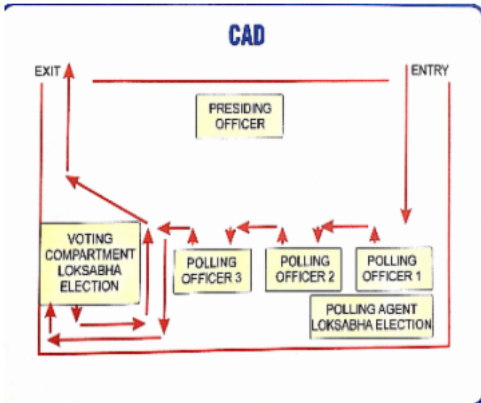 CAD
EXIT
ENTRY
PRESIDING
OFFICER
VOTING
COMPARTMENT
LOKSABHA
ELECTION
POLLING
OFFICER 3
POLLING
OFFICER 2
POLLING
OFFICER 1
POLLING AGENT
LOKSABHA ELECTION